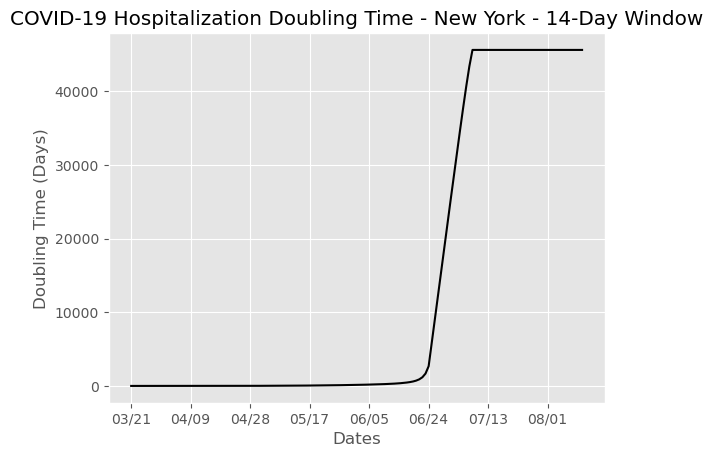 COVID-19 Hospitalization Doubling Time - New York - 14-Day Window
Doubling Time (Days)
40000
30000
20000
10000
0
03/21 04/09 04/28 05/17 06/05 06/24 07/13 08/01
Dates